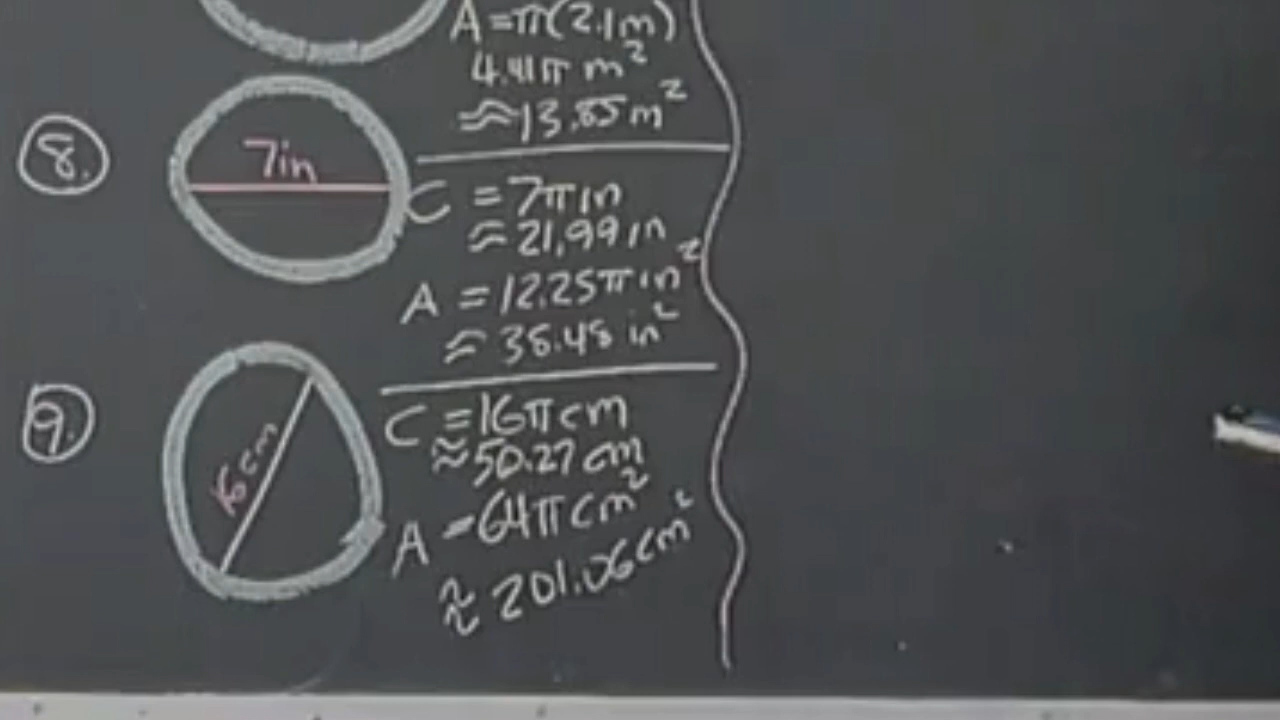 A=π(2.1m)
4.41π m²
≈13.85m²
8.
7in
C = 7π in
≈ 21.99 in
A = 12.25π in²
≈ 38.48 in²
9.
16cm
C = 16π cm
≈ 50.27 cm
A = 64π cm²
≈ 201.06 cm²